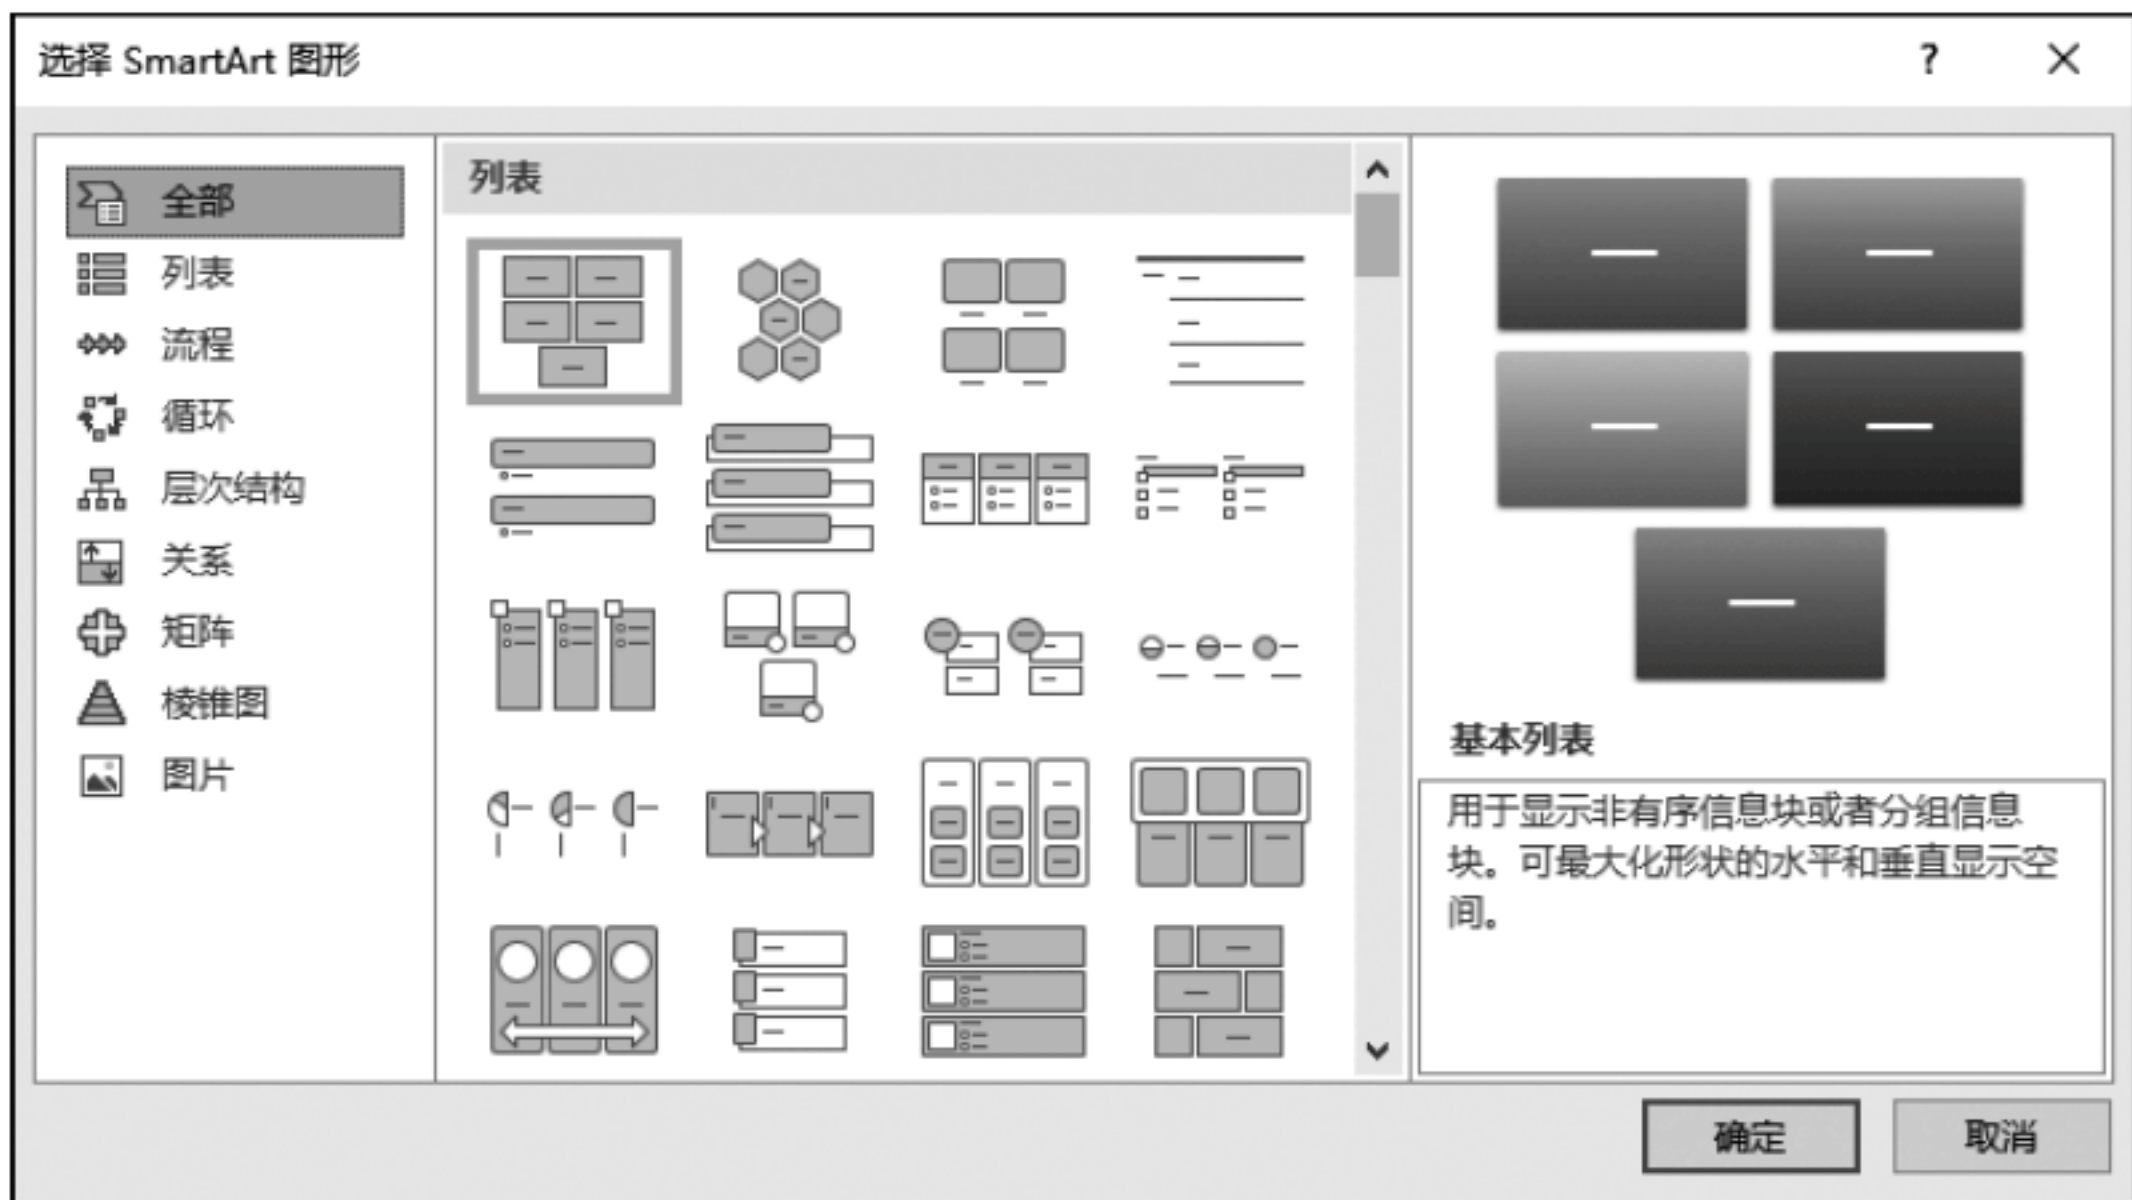 选择 SmartArt 图形
?
全部
列表
流程
循环
层次结构
关系
矩阵
棱锥图
图片
列表
基本列表
用于显示非有序信息块或者分组信息
块。可最大化形状的水平和垂直显示空
间。
确定
取消